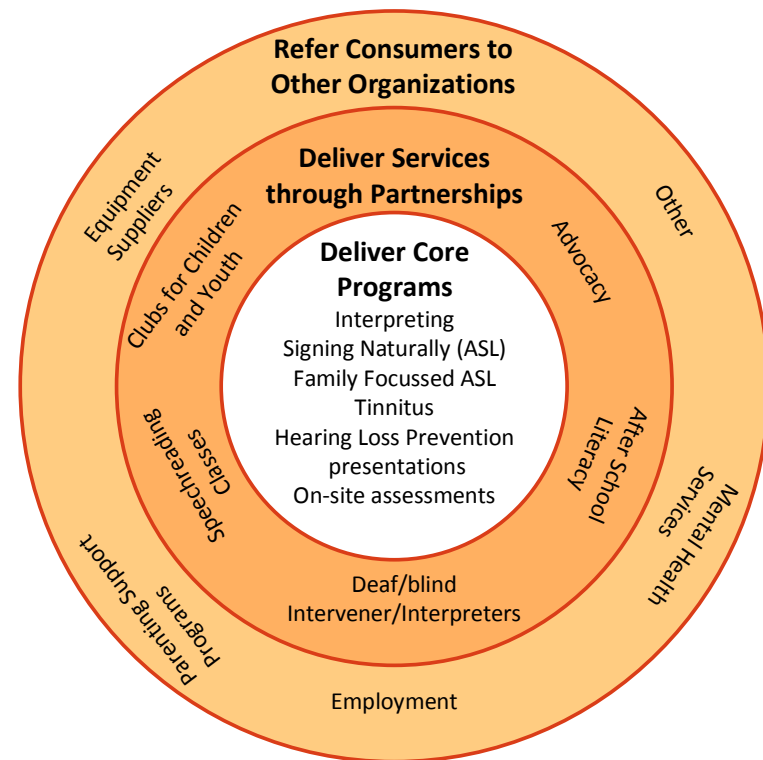 Refer Consumers to
Other Organizations
Equipment
Suppliers
Other
Mental Health
Services
Employment
Parenting Support
Programs
Deliver Services
through Partnerships
Clubs for Children
and Youth
Advocacy
After School
Literacy
Deaf/blind
Intervener/Interpreters
Speechreading
Classes
Deliver Core
Programs
Interpreting
Signing Naturally (ASL)
Family Focussed ASL
Tinnitus
Hearing Loss Prevention
presentations
On-site assessments